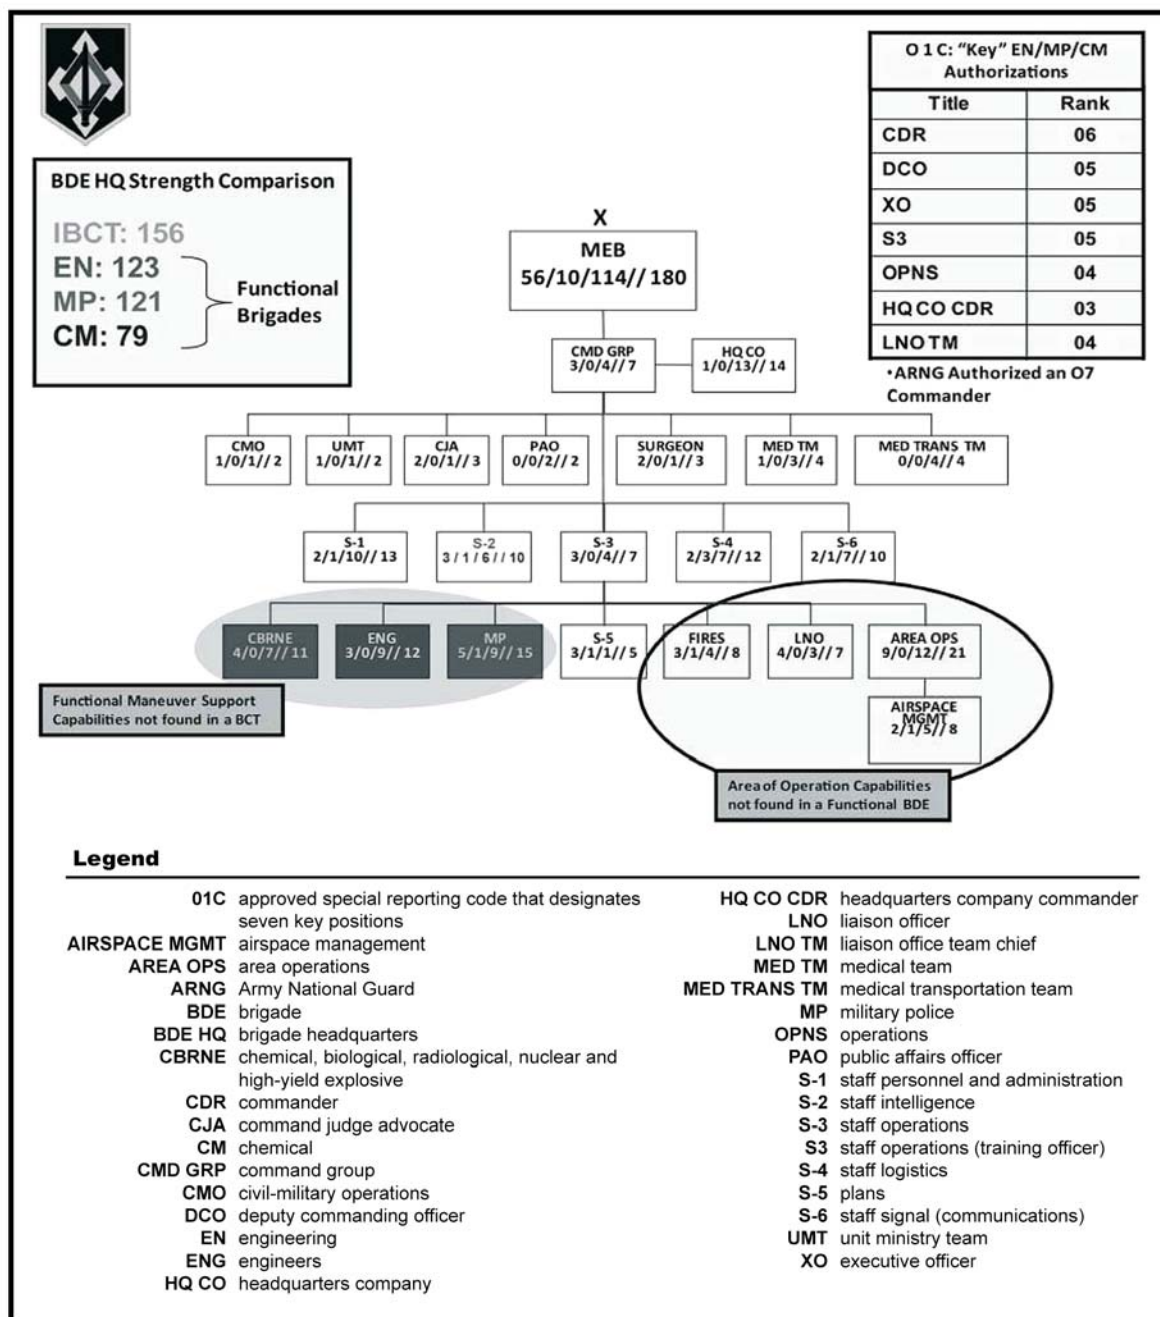 BDE HQ Strength Comparison
IBCT: 156
EN: 123
MP: 121
CM: 79
Functional
Brigades
O 1 C: “Key” EN/MP/CM
Authorizations
Title Rank
CDR 06
DCO 05
XO 05
S3 05
OPNS 04
HQ CO CDR 03
LNO TM 04
•ARNG Authorized an O7
Commander
X
MEB
56/10/114// 180
CMD GRP
3/0/4// 7
HQ CO
1/0/13// 14
CMO
1/0/1// 2
UMT
1/0/1// 2
CJA
2/0/1// 3
PAO
0/0/2// 2
SURGEON
2/0/1// 3
MED TM
1/0/3// 4
MED TRANS TM
0/0/4// 4
S-1
2/1/10// 13
S-2
3 / 1 / 6 // 10
S-3
3/0/4// 7
S-4
2/3/7// 12
S-6
2/1/7// 10
CBRNE
4/0/7// 11
ENG
3/0/9// 12
MP
5/1/9// 15
S-5
3/1/1// 5
FIRES
3/1/4// 8
LNO
4/0/3// 7
AREA OPS
9/0/12// 21
AIRSPACE
MGMT
2/1/5// 8
Functional Maneuver Support
Capabilities not found in a BCT
Area of Operation Capabilities
not found in a Functional BDE
Legend
01C approved special reporting code that designates
seven key positions
AIRSPACE MGMT airspace management
AREA OPS area operations
ARNG Army National Guard
BDE brigade
BDE HQ brigade headquarters
CBRNE chemical, biological, radiological, nuclear and
high-yield explosive
CDR commander
CJA command judge advocate
CM chemical
CMD GRP command group
CMO civil-military operations
DCO deputy commanding officer
EN engineering
ENG engineers
HQ CO headquarters company
HQ CO CDR headquarters company commander
LNO liaison officer
LNO TM liaison office team chief
MED TM medical team
MED TRANS TM medical transportation team
MP military police
OPNS operations
PAO public affairs officer
S-1 staff personnel and administration
S-2 staff intelligence
S-3 staff operations
S3 staff operations (training officer)
S-4 staff logistics
S-5 plans
S-6 staff signal (communications)
UMT unit ministry team
XO executive officer